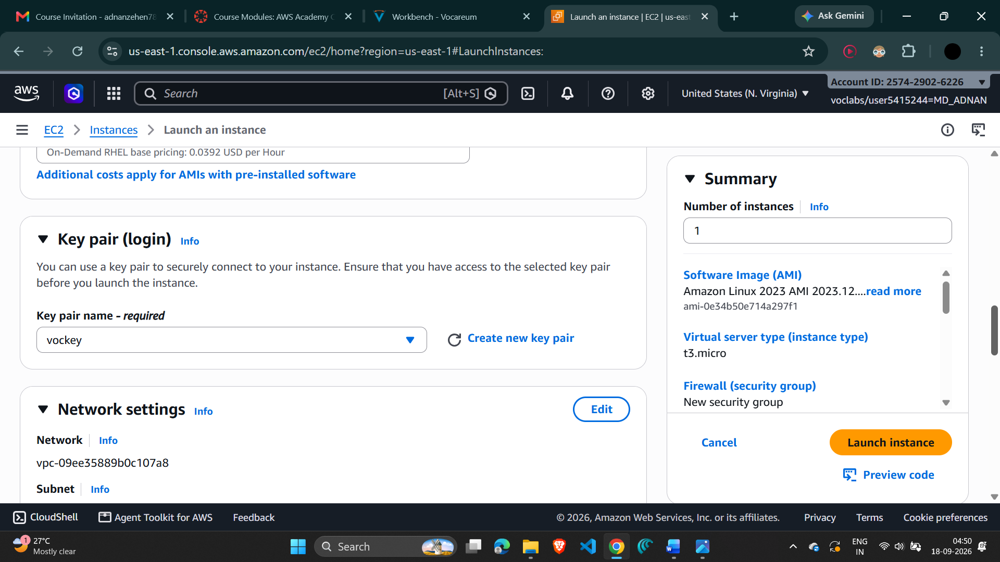 Course Invitation - adnanzehen78
Course Modules: AWS Academy C
Workbench - Vocareum
Launch an instance | EC2 | us-east
Ask Gemini
us-east-1.console.aws.amazon.com/ec2/home?region=us-east-1#LaunchInstances:
aws
Search
[Alt+S]
United States (N. Virginia)
Account ID: 2574-2902-6226
voclabs/user5415244=MD_ADNAN
EC2
Instances
Launch an instance
On-Demand RHEL base pricing: 0.0392 USD per Hour
Additional costs apply for AMIs with pre-installed software
Key pair (login)
Info
You can use a key pair to securely connect to your instance. Ensure that you have access to the selected key pair
before you launch the instance.
Key pair name - required
vockey
Create new key pair
Network settings
Info
Edit
Network
Info
vpc-09ee35889b0c107a8
Subnet
Info
Summary
Number of instances
Info
1
Software Image (AMI)
Amazon Linux 2023 AMI 2023.12....read more
ami-0e34b50e714a297f1
Virtual server type (instance type)
t3.micro
Firewall (security group)
New security group
Cancel
Launch instance
Preview code
CloudShell
Agent Toolkit for AWS
Feedback
© 2026, Amazon Web Services, Inc. or its affiliates.
Privacy
Terms
Cookie preferences
1
27°C
Mostly clear
Search
ENG
IN
04:50
18-09-2026